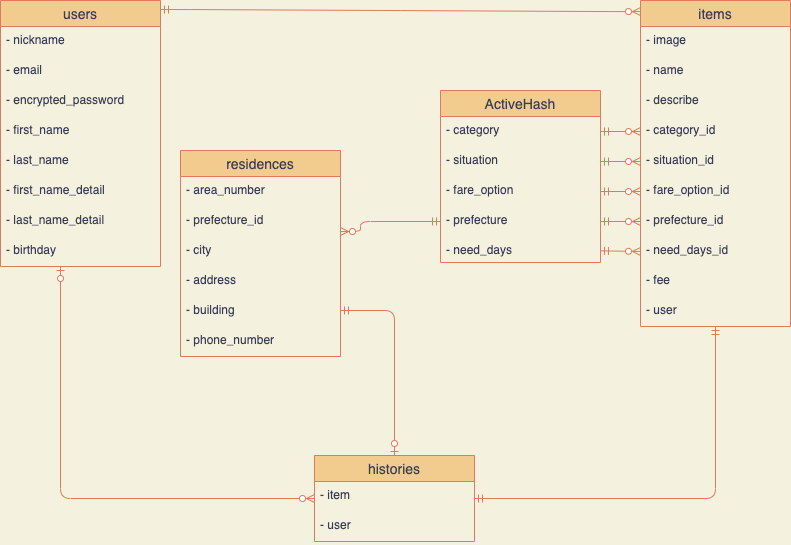 users
- nickname
- email
- encrypted_password
- first_name
- last_name
- first_name_detail
- last_name_detail
- birthday
residences
- area_number
- prefecture_id
- city
- address
- building
- phone_number
ActiveHash
- category
- situation
- fare_option
- prefecture
- need_days
items
- image
- name
- describe
- category_id
- situation_id
- fare_option_id
- prefecture_id
- need_days_id
- fee
- user
histories
- item
- user